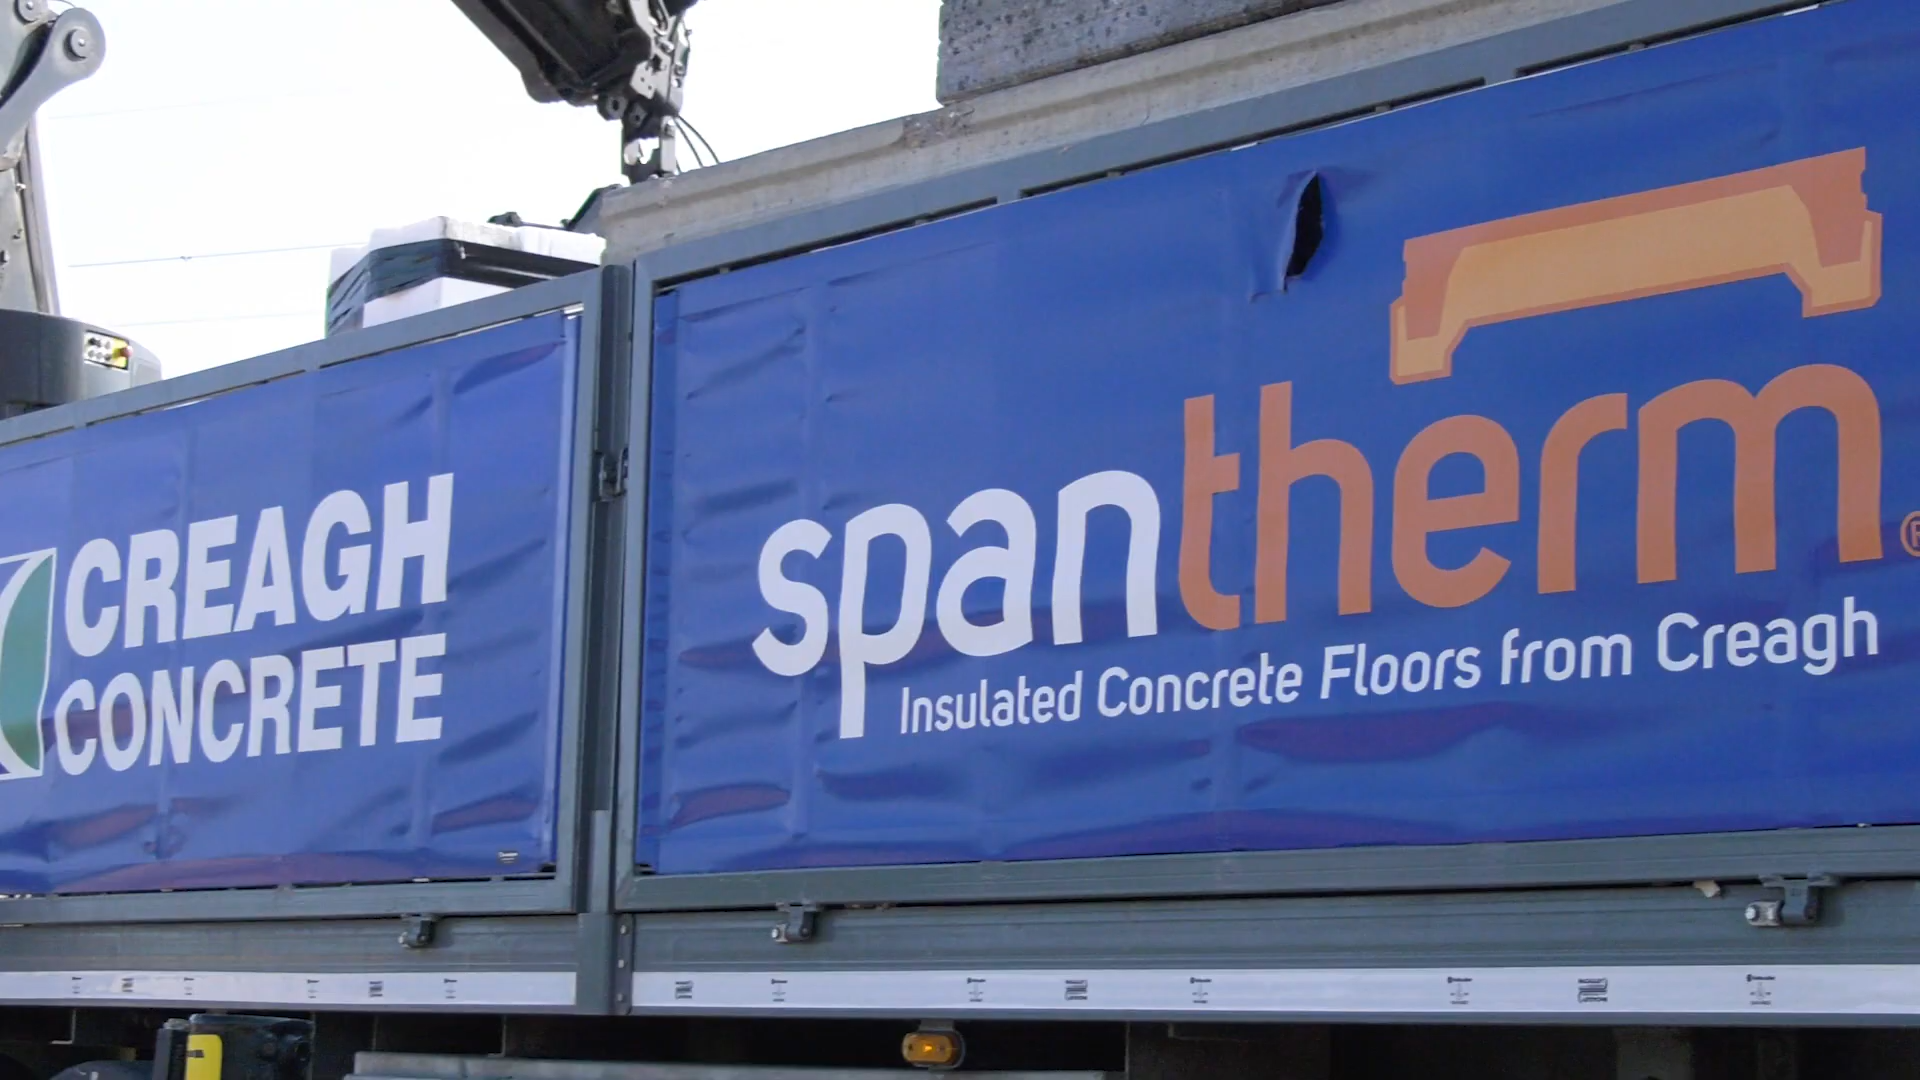 CREAGH
CONCRETE
spantherm®
Insulated Concrete Floors from Creagh